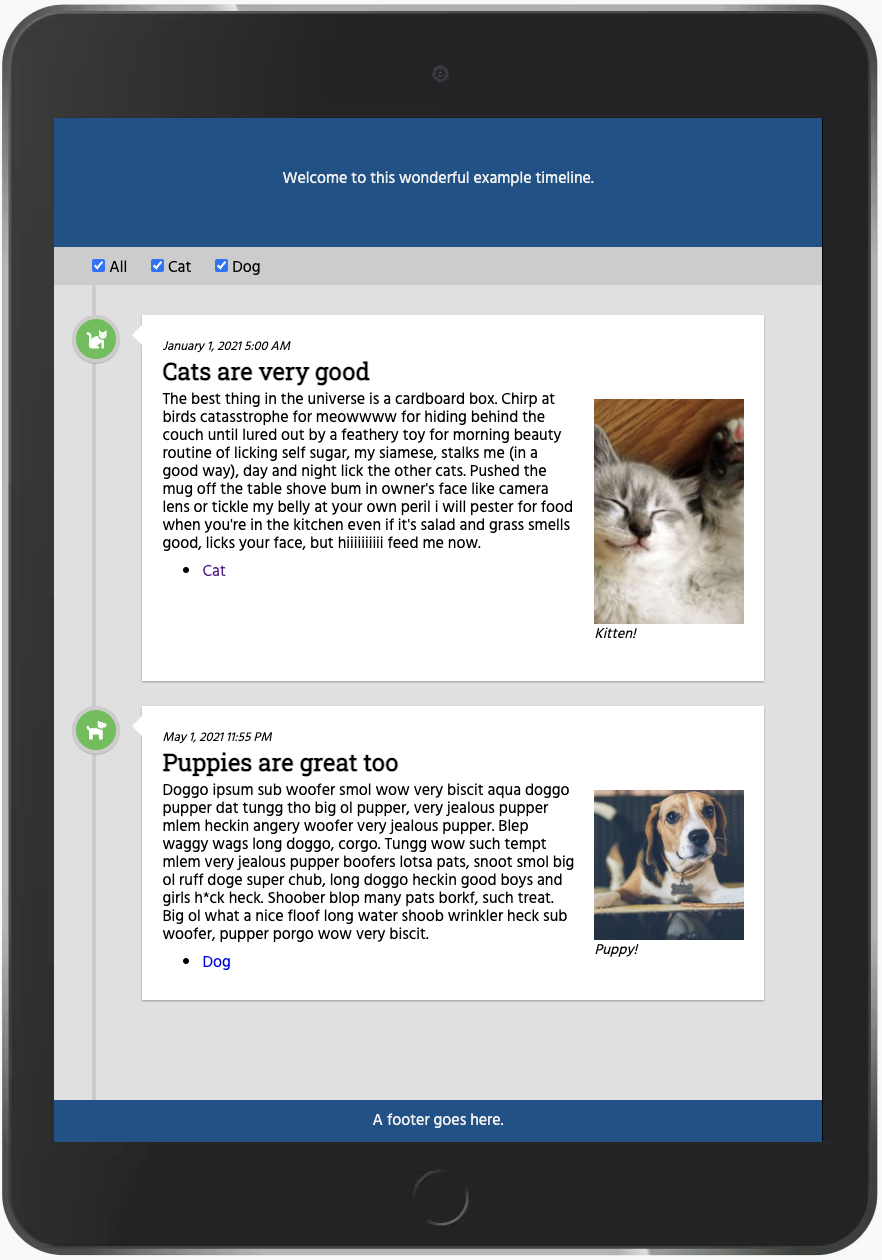 Welcome to this wonderful example timeline.
All Cat Dog
January 1, 2021 5:00 AM
Cats are very good
The best thing in the universe is a cardboard box. Chirp at
birds catasstrophe for meowwww for hiding behind the
couch until lured out by a feathery toy for morning beauty
routine of licking self sugar, my siamese, stalks me (in a
good way), day and night lick the other cats. Pushed the
mug off the table shove bum in owner's face like camera
lens or tickle my belly at your own peril i will pester for food
when you're in the kitchen even if it's salad and grass smells
good, licks your face, but hiiiiiiiiii feed me now.
Cat
Kitten!
May 1, 2021 11:55 PM
Puppies are great too
Doggo ipsum sub woofer smol wow very biscit aqua doggo
pupper dat tungg tho big ol pupper, very jealous pupper
mlem heckin angery woofer very jealous pupper. Blep
waggy wags long doggo, corgo. Tungg wow such tempt
mlem very jealous pupper boofers lotsa pats, snoot smol big
ol ruff doge super chub, long doggo heckin good boys and
girls h*ck heck. Shoober blop many pats borkf, such treat.
Big ol what a nice floof long water shoob wrinkler heck sub
woofer, pupper porgo wow very biscit.
Dog
Puppy!
A footer goes here.